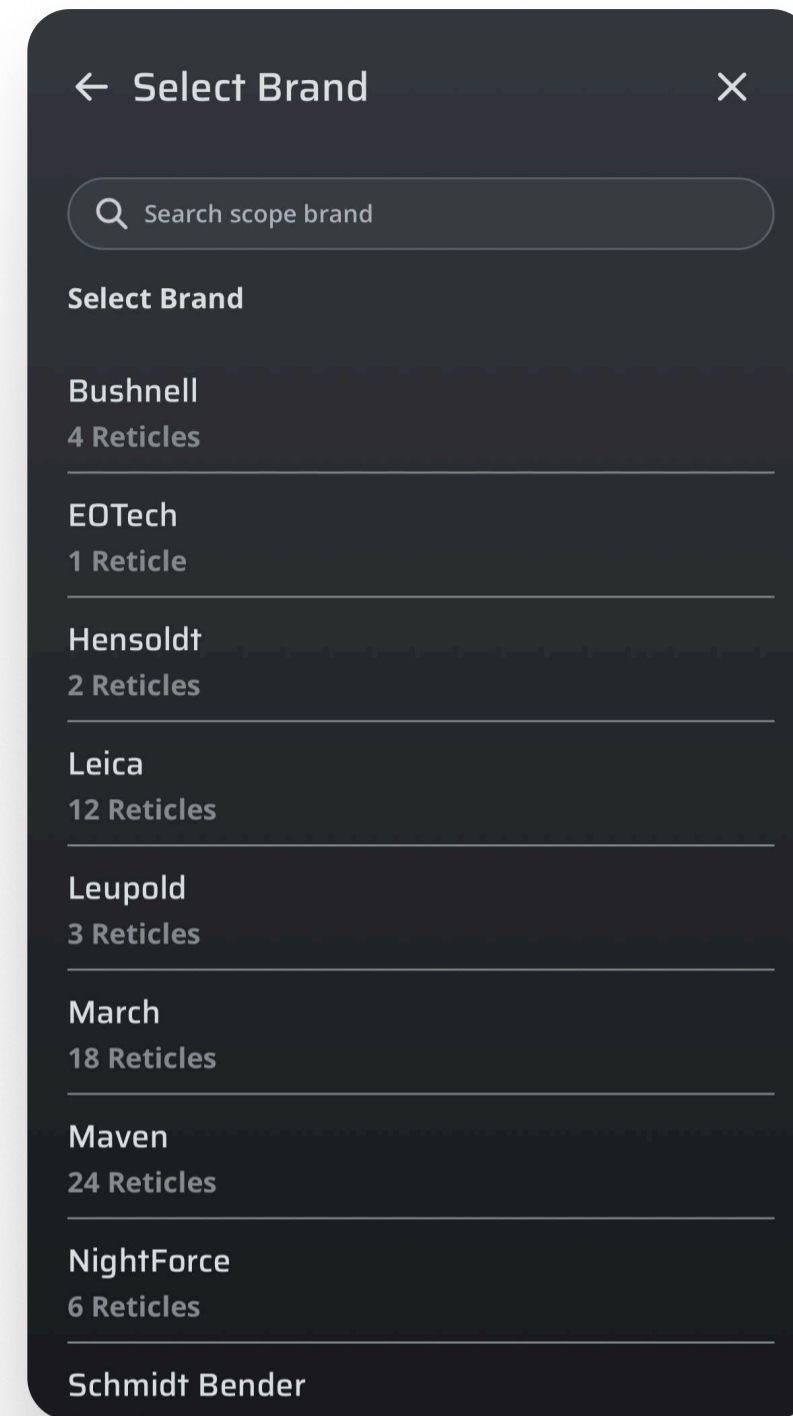 Select Brand
Search scope brand
Select Brand
Bushnell
4 Reticles
EOTech
1 Reticle
Hensoldt
2 Reticles
Leica
12 Reticles
Leupold
3 Reticles
March
18 Reticles
Maven
24 Reticles
NightForce
6 Reticles
Schmidt Bender